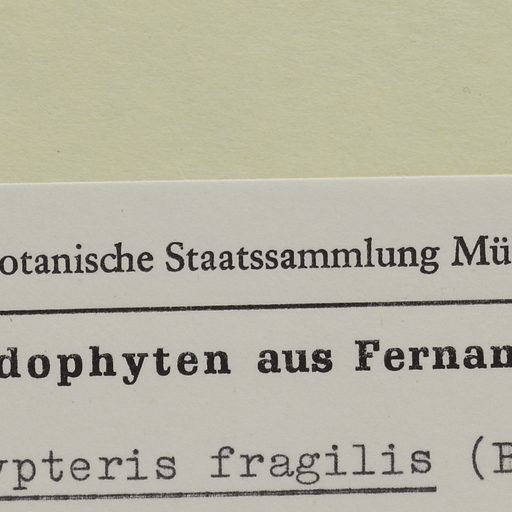 otanische Staatssammlung Mü
dophyten aus Fernan
ypteris fragilis (B